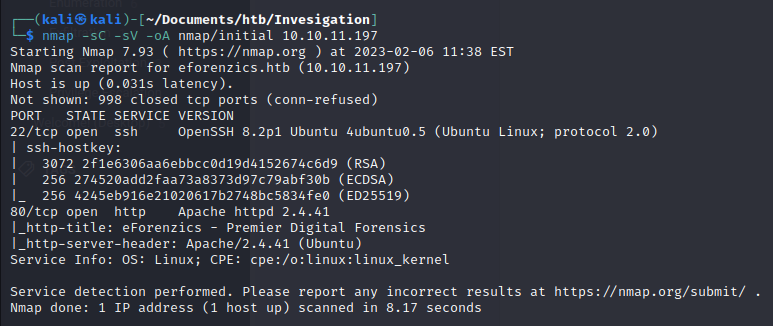 ┌──(kali㉿kali)-[~/Documents/htb/Invesigation]
└─$ nmap -sC -sV -oA nmap/initial 10.10.11.197
Starting Nmap 7.93 ( https://nmap.org ) at 2023-02-06 11:38 EST
Nmap scan report for eforenzics.htb (10.10.11.197)
Host is up (0.031s latency).
Not shown: 998 closed tcp ports (conn-refused)
PORT   STATE SERVICE VERSION
22/tcp open  ssh     OpenSSH 8.2p1 Ubuntu 4ubuntu0.5 (Ubuntu Linux; protocol 2.0)
| ssh-hostkey:
|   3072 2f1e6306aa6ebbcc0d19d4152674c6d9 (RSA)
|   256 274520add2faa73a8373d97c79abf30b (ECDSA)
|_  256 4245eb916e21020617b2748bc5834fe0 (ED25519)
80/tcp open  http    Apache httpd 2.4.41
|_http-title: eForenzics - Premier Digital Forensics
|_http-server-header: Apache/2.4.41 (Ubuntu)
Service Info: OS: Linux; CPE: cpe:/o:linux:linux_kernel

Service detection performed. Please report any incorrect results at https://nmap.org/submit/ .
Nmap done: 1 IP address (1 host up) scanned in 8.17 seconds